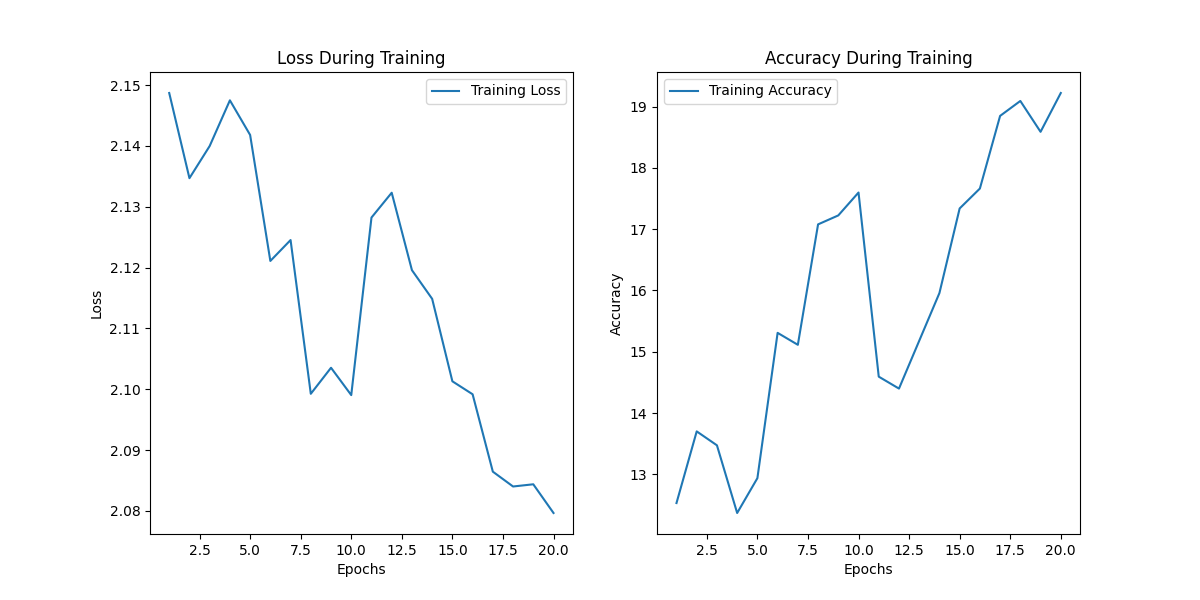 Loss During Training
Training Loss
2.15
2.14
2.13
2.12
2.11
2.10
2.09
2.08
Loss
2.5 5.0 7.5 10.0 12.5 15.0 17.5 20.0
Epochs
Accuracy During Training
Training Accuracy
19
18
17
16
15
14
13
Accuracy
2.5 5.0 7.5 10.0 12.5 15.0 17.5 20.0
Epochs